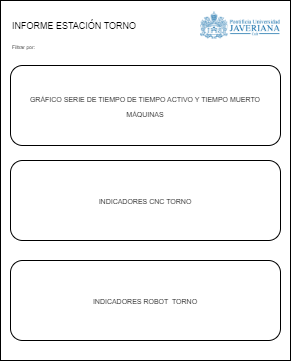 INFORME ESTACIÓN TORNO
Pontificia Universidad
JAVERIANA
Cali
Filtrar por:
GRÁFICO SERIE DE TIEMPO DE TIEMPO ACTIVO Y TIEMPO MUERTO
MÁQUINAS
INDICADORES CNC TORNO
INDICADORES ROBOT TORNO